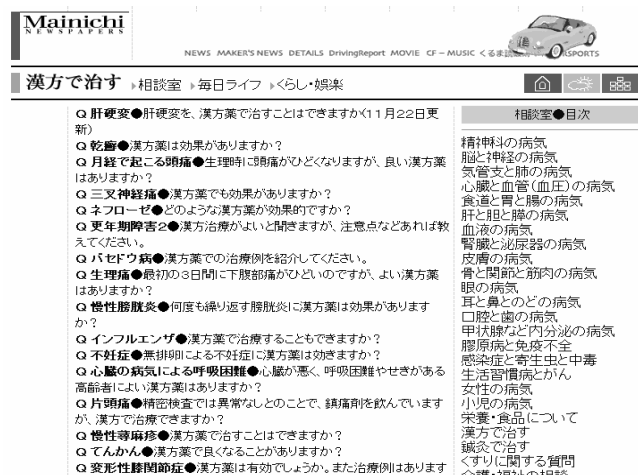 Mainichi
NEWSPAPERS
NEWS MAKER'S NEWS DETAILS DrivingReport MOVIE CF－MUSIC くるま
漢方で治す 相談室 毎日ライフ くらし・娯楽
Q 肝硬変●肝硬変を、漢方薬で治すことはできますか(11月22日更
新)
Q 乾癬●漢方薬は効果がありますか?
Q 月経で起こる頭痛●生理時に頭痛がひどくなりますが、良い漢方薬
はありますか?
Q 三叉神経痛●漢方薬でも効果がありますか?
Q ネフローゼ●どのような漢方薬が効果的ですか?
Q 更年期障害2●漢方治療がよいと聞きますが、注意点などあれば教
えてください。
Q バセドウ病●漢方薬での治療例を紹介してください。
Q 生理痛●最初の3日間に下腹部痛がひどいのですが、よい漢方薬
はありますか?
Q 慢性膀胱炎●何度も繰り返す膀胱炎に漢方薬は効果があります
か?
Q インフルエンザ●漢方薬で治療することもできますか?
Q 不妊症●無排卵による不妊症に漢方薬は効きますか?
Q 心臓の病気による呼吸困難●心臓が悪く、呼吸困難やせきがある
高齢者によい漢方薬はありますか?
Q 片頭痛●精密検査では異常なしとのことで、鎮痛剤を飲んでいます
が、漢方で治療できますか?
Q 慢性蕁麻疹●漢方薬で治すことはできますか?
Q てんかん●漢方薬で良くなることがありますか?
Q 変形性膝関節症●漢方薬は有効でしょうか。また治療例はあります
相談室●目次
精神科の病気
脳と神経の病気
気管支と肺の病気
心臓と血管(血圧)の病気
食道と胃と腸の病気
肝と胆と膵の病気
血液の病気
腎臓と泌尿器の病気
皮膚の病気
骨と関節と筋肉の病気
眼の病気
耳と鼻とのどの病気
口腔と歯の病気
甲状腺など内分泌の病気
膠原病と免疫不全
感染症と寄生虫と中毒
生活習慣病とがん
女性の病気
小児の病気
栄養・食品について
漢方で治す
鍼灸で治す
くすりに関する質問
介護・福祉の相談